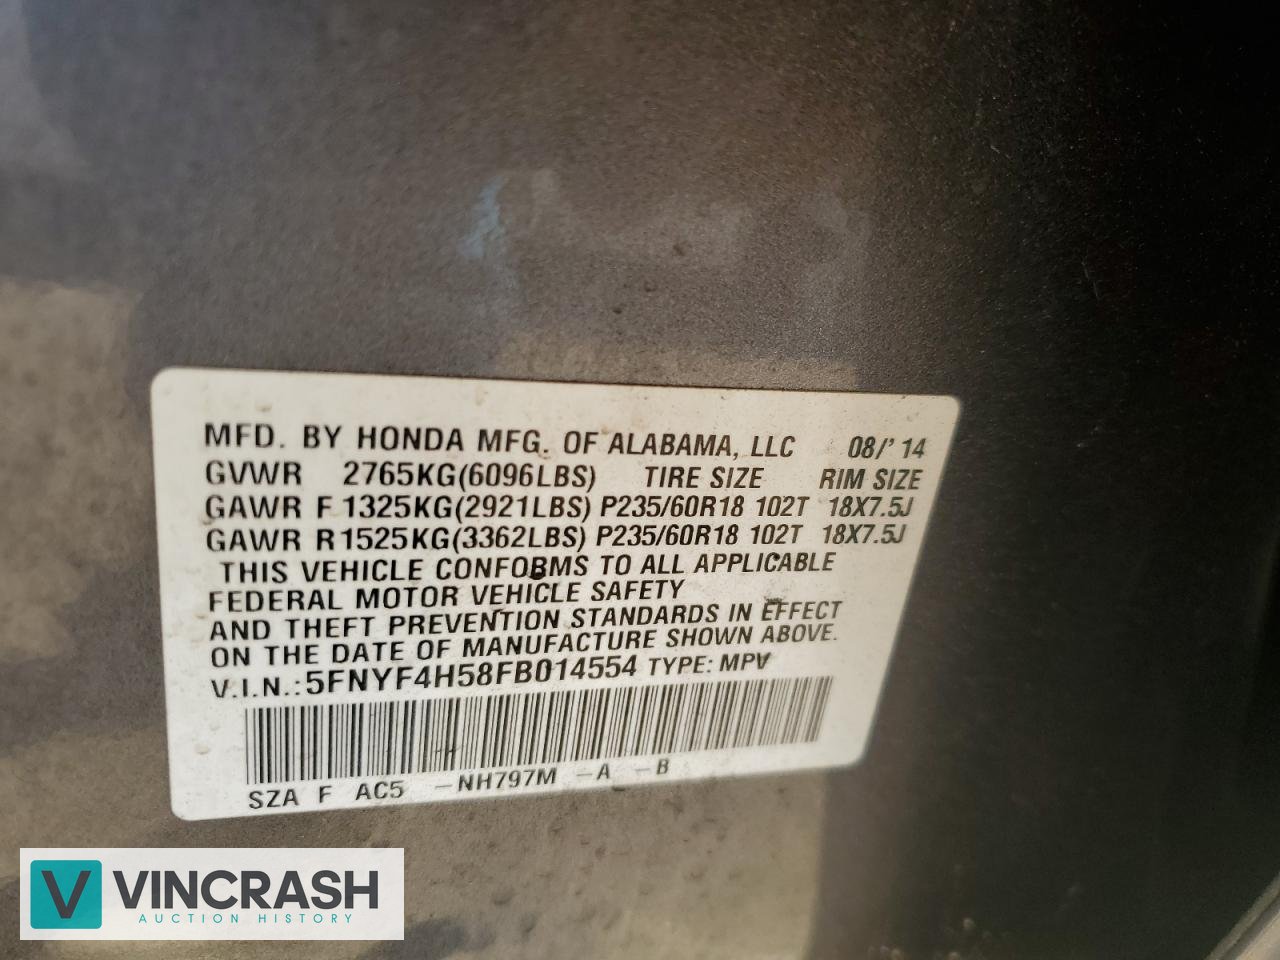 MFD. BY HONDA MFG. OF ALABAMA, LLC 08/'14
GVWR 2765KG(6096LBS) TIRE SIZE RIM SIZE
GAWR F 1325KG(2921LBS) P235/60R18 102T 18X7.5J
GAWR R 1525KG(3362LBS) P235/60R18 102T 18X7.5J
THIS VEHICLE CONFORMS TO ALL APPLICABLE
FEDERAL MOTOR VEHICLE SAFETY
AND THEFT PREVENTION STANDARDS IN EFFECT
ON THE DATE OF MANUFACTURE SHOWN ABOVE.
V.I.N.: 5FNYF4H58FB014554 TYPE: MPV
SZA F AC5 -NH797M -A -B
V VINCRASH
AUCTION HISTORY